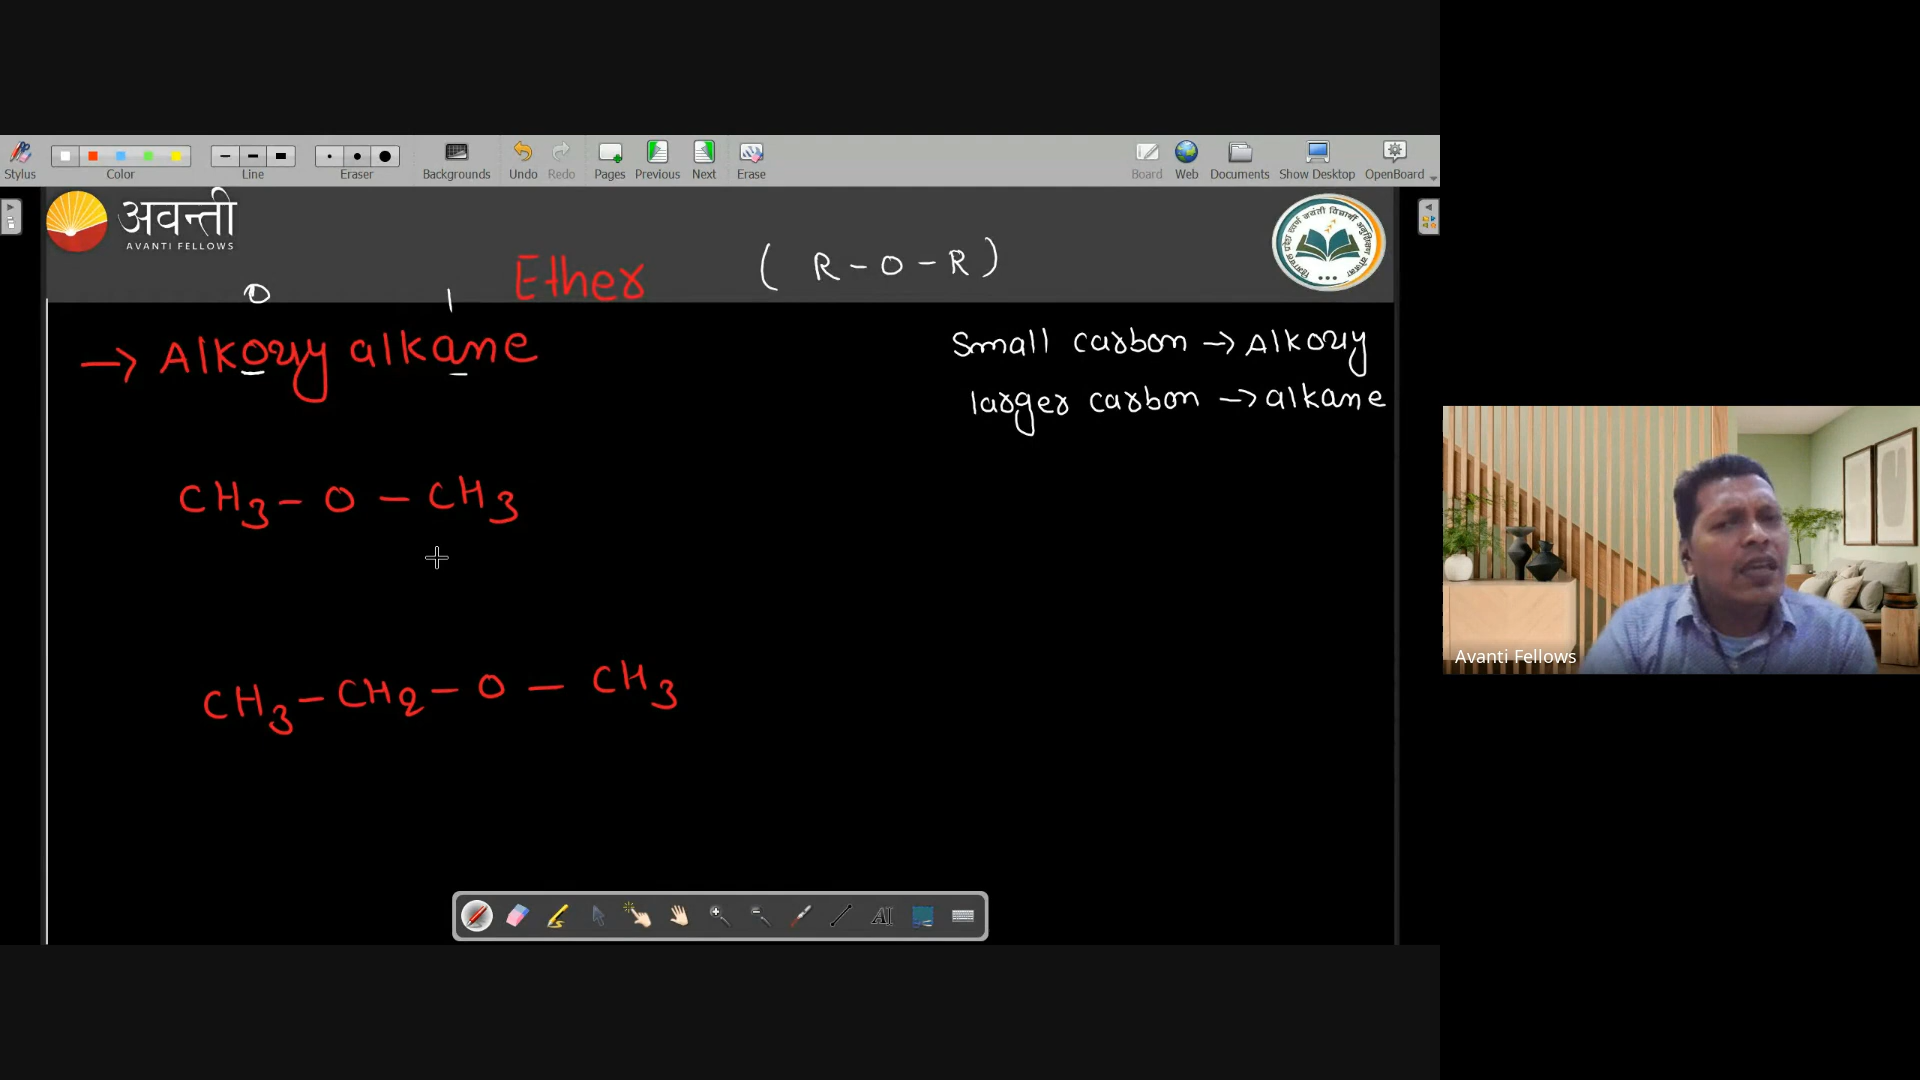 Stylus Color Line Eraser Backgrounds Undo Redo Pages Previous Next Erase Board Web Documents Show Desktop OpenBoard
अवन्ती
AVANTI FELLOWS
Ether ( R - O - R )
O 1
→ Alkoxy alkane
Small carbon → Alkoxy
larger carbon → alkane
CH3 - O - CH3
CH3 - CH2 - O - CH3
Avanti Fellows